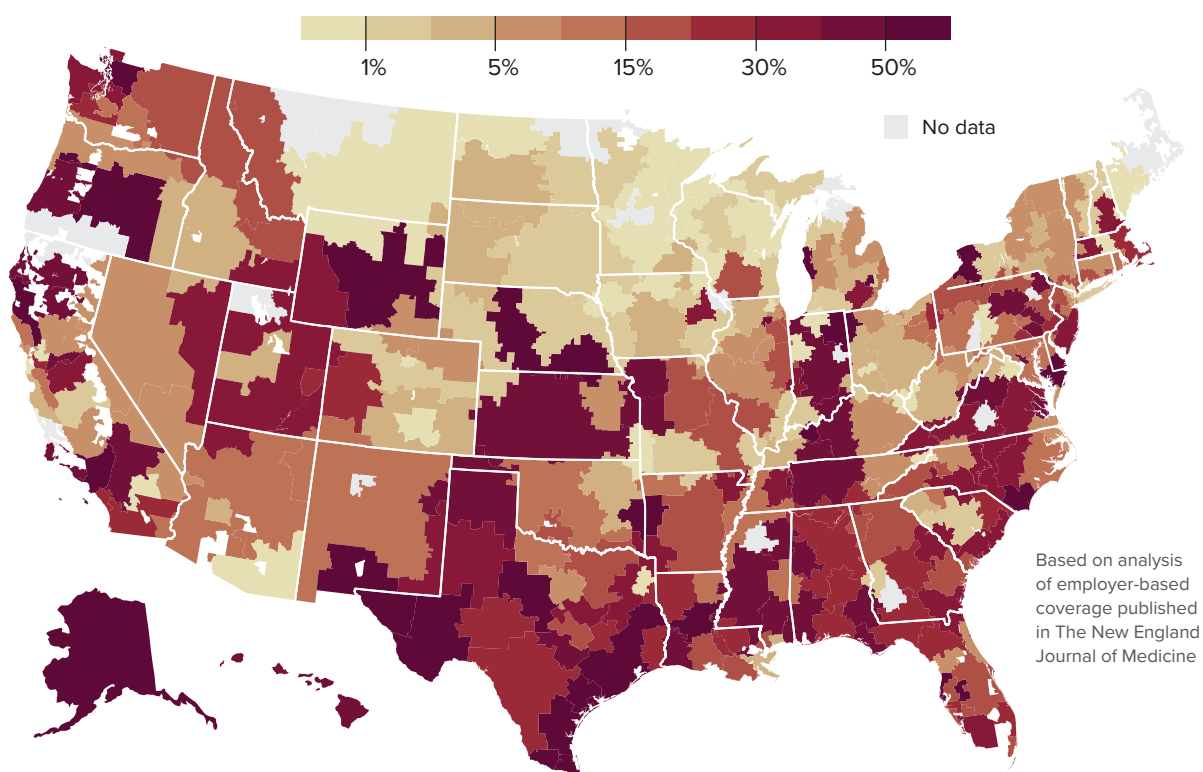 1%
5%
15%
30%
50%
No data
Based on analysis
of employer-based
coverage published
in The New England
Journal of Medicine